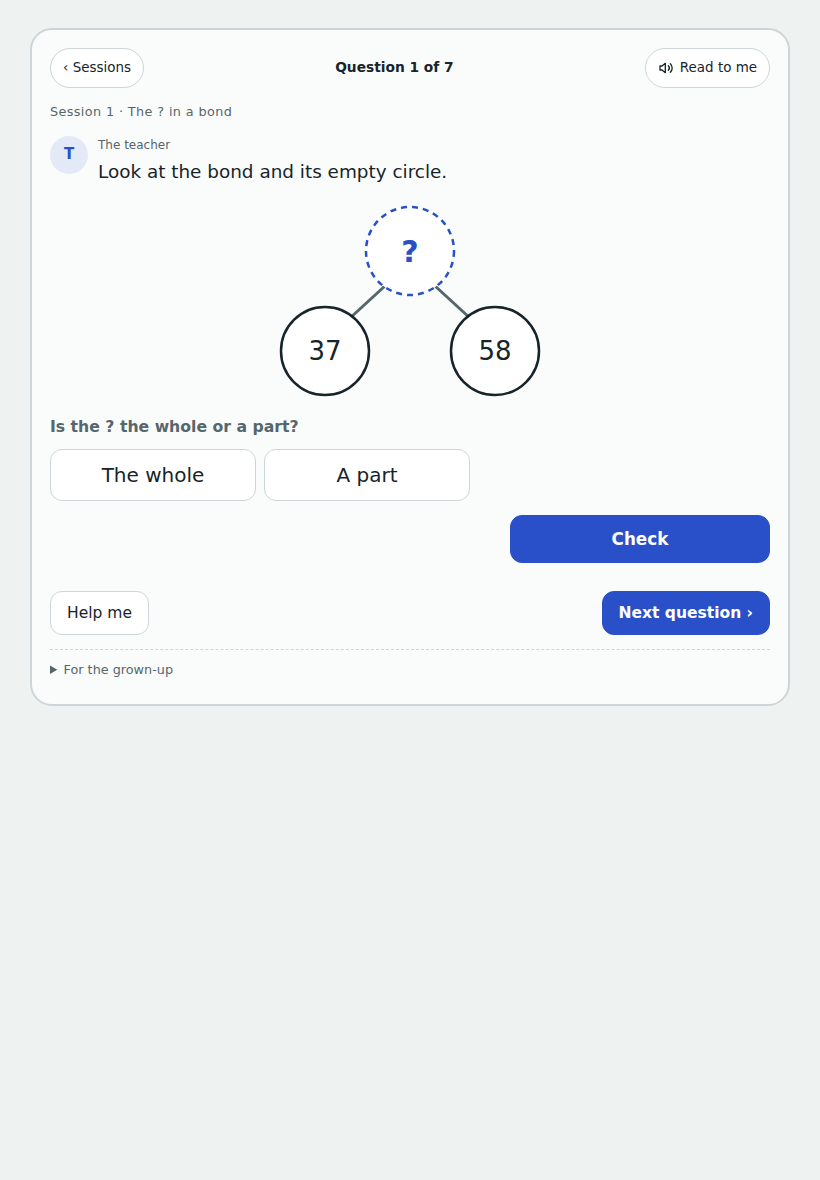 ‹ Sessions
Question 1 of 7
Read to me
Session 1 · The ? in a bond
T
The teacher
Look at the bond and its empty circle.
?
37
58
Is the ? the whole or a part?
The whole
A part
Check
Help me
Next question ›
For the grown-up